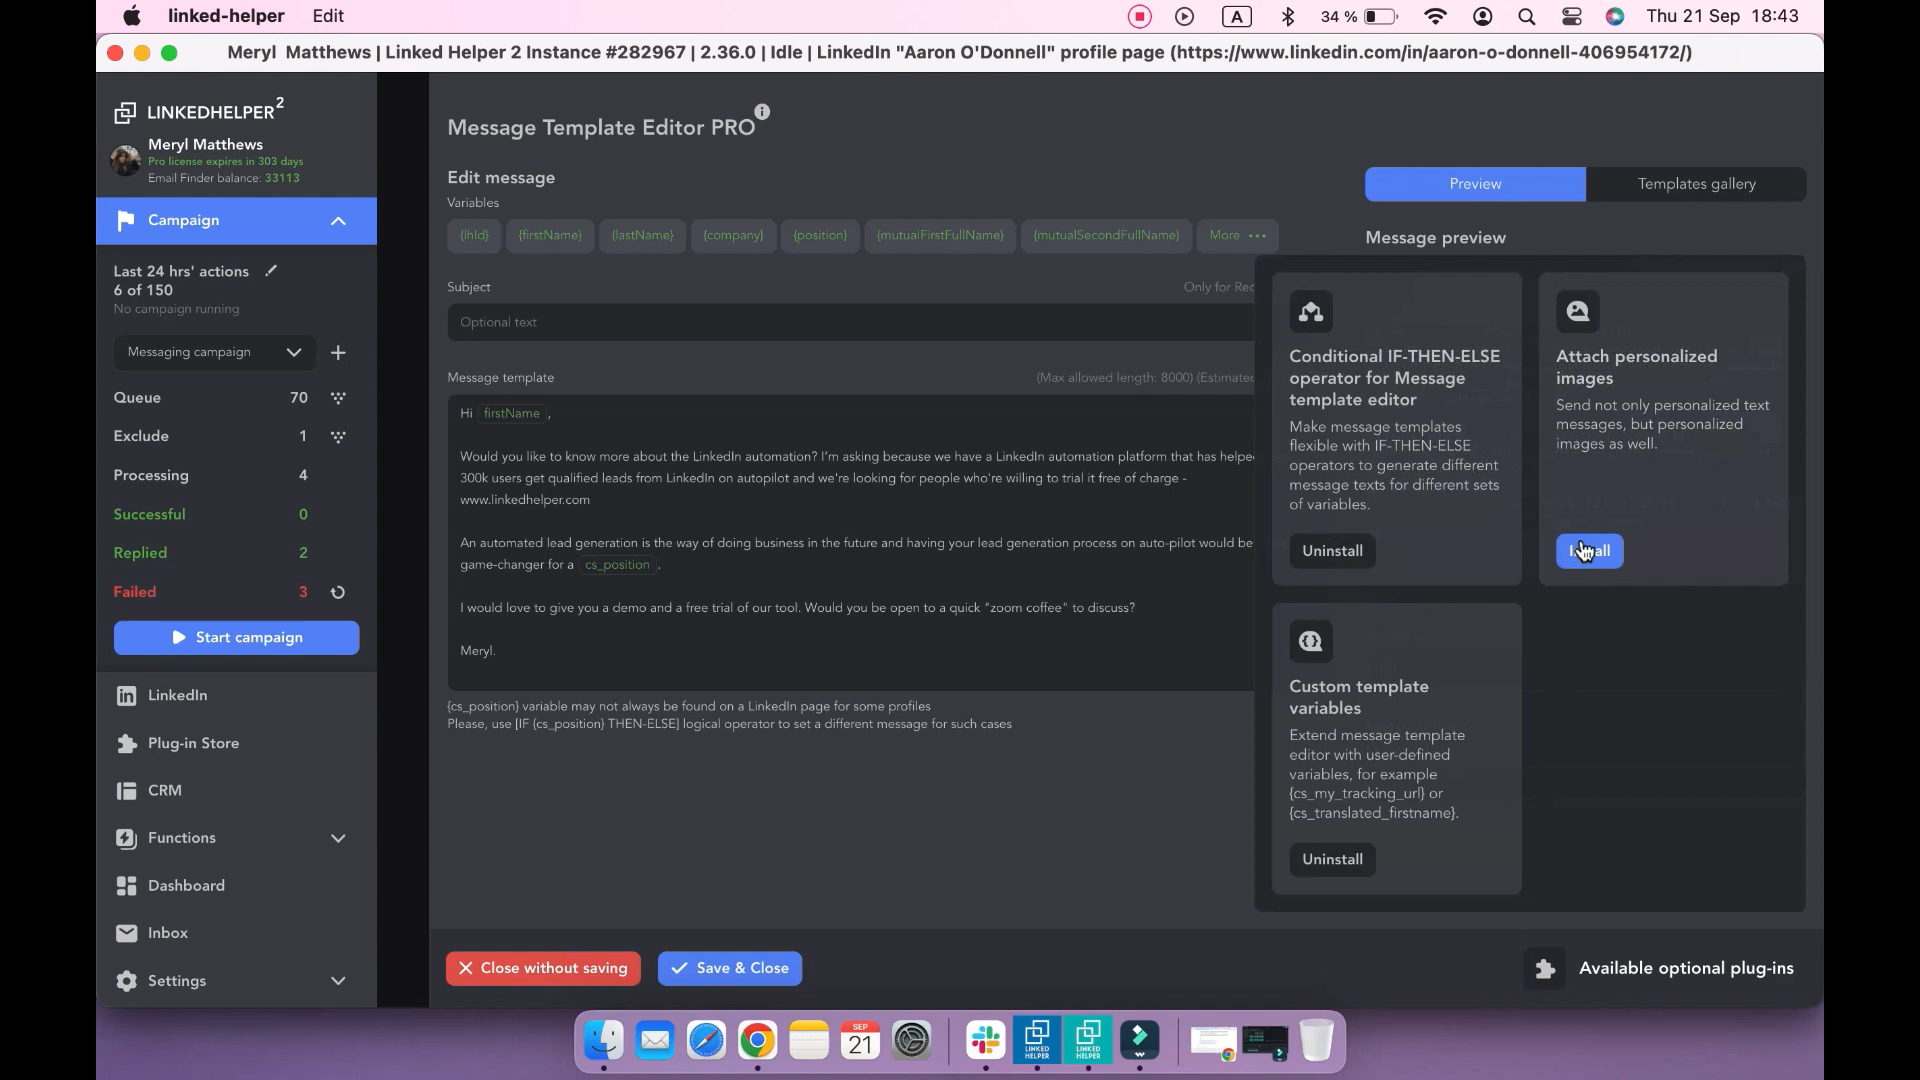 linked-helper Edit
A 34 % Thu 21 Sep 18:43
Meryl Matthews | Linked Helper 2 Instance #282967 | 2.36.0 | Idle | LinkedIn "Aaron O'Donnell" profile page (https://www.linkedin.com/in/aaron-o-donnell-406954172/)
LINKEDHELPER 2
Meryl Matthews
Pro license expires in 303 days
Email Finder balance: 33113
Campaign
Last 24 hrs' actions
6 of 150
No campaign running
Messaging campaign
Queue 70
Exclude 1
Processing 4
Successful 0
Replied 2
Failed 3
Start campaign
LinkedIn
Plug-in Store
CRM
Functions
Dashboard
Inbox
Settings
Message Template Editor PRO
Edit message
Variables
{lhId} {firstName} {lastName} {company} {position} {mutualFirstFullName} {mutualSecondFullName} More
Subject Only for
Optional text
Message template (Max allowed length: 8000) (Estimated
Hi firstName ,
Would you like to know more about the LinkedIn automation? I'm asking because we have a LinkedIn automation platform that has helped
300k users get qualified leads from LinkedIn on autopilot and we're looking for people who're willing to trial it free of charge -
www.linkedhelper.com
An automated lead generation is the way of doing business in the future and having your lead generation process on auto-pilot would be
game-changer for a cs_position .
I would love to give you a demo and a free trial of our tool. Would you be open to a quick "zoom coffee" to discuss?
Meryl.
{cs_position} variable may not always be found on a LinkedIn page for some profiles
Please, use [IF {cs_position} THEN-ELSE] logical operator to set a different message for such cases
Close without saving Save & Close
Preview Templates gallery
Message preview
Conditional IF-THEN-ELSE
operator for Message
template editor
Make message templates
flexible with IF-THEN-ELSE
operators to generate different
message texts for different sets
of variables.
Uninstall
Attach personalized
images
Send not only personalized text
messages, but personalized
images as well.
Install
Custom template
variables
Extend message template
editor with user-defined
variables, for example
{cs_my_tracking_url} or
{cs_translated_firstname}.
Uninstall
Available optional plug-ins
SEP
21
LINKED
HELPER
LINKED
HELPER